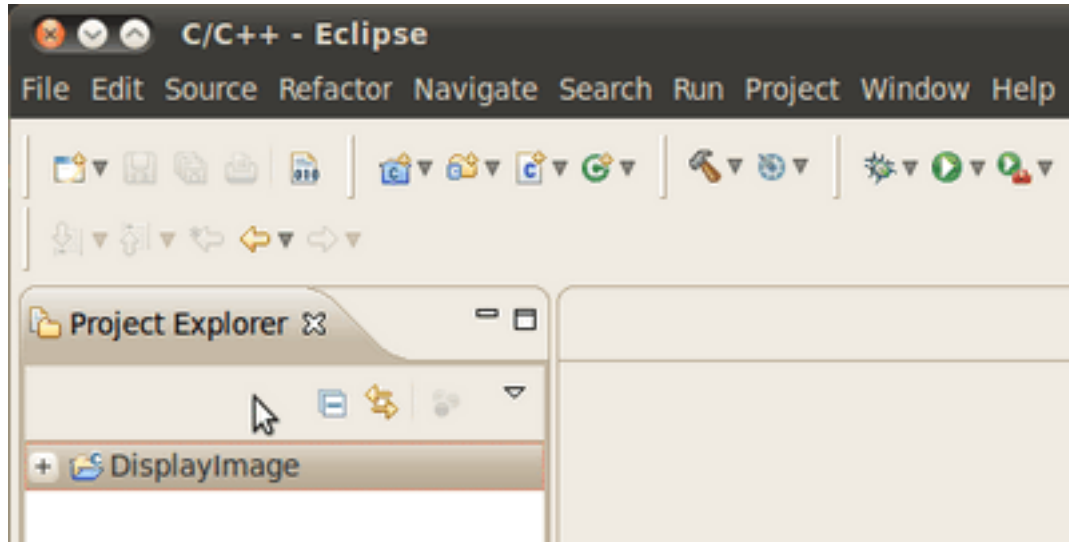 C/C++ - Eclipse
File Edit Source Refactor Navigate Search Run Project Window Help
Project Explorer
DisplayImage